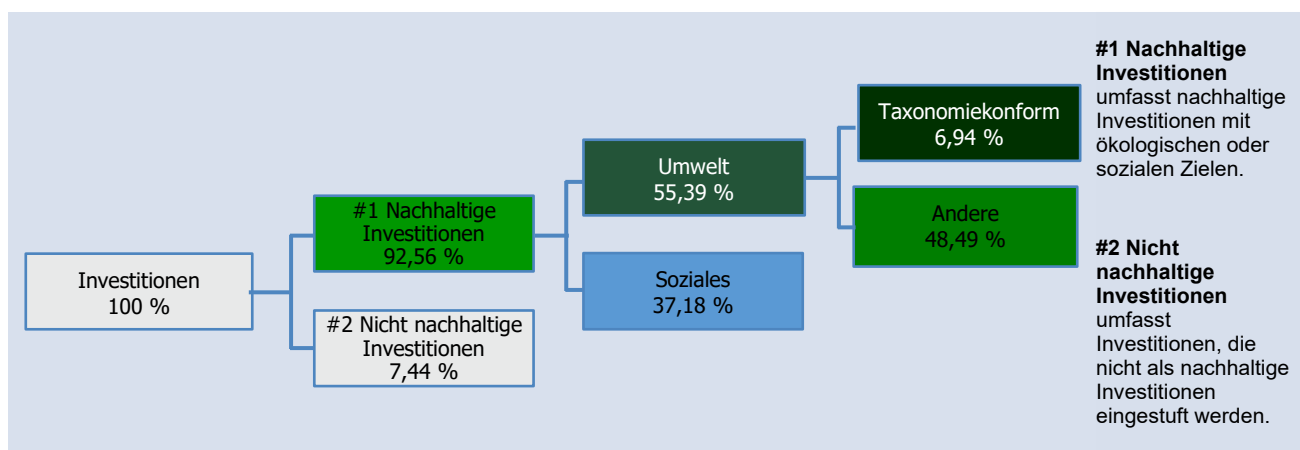 Investitionen
100 %
#1 Nachhaltige
Investitionen
92,56 %
#2 Nicht nachhaltige
Investitionen
7,44 %
Umwelt
55,39 %
Soziales
37,18 %
Taxonomiekonform
6,94 %
Andere
48,49 %
#1 Nachhaltige
Investitionen
umfasst nachhaltige
Investitionen mit
ökologischen oder
sozialen Zielen.
#2 Nicht
nachhaltige
Investitionen
umfasst
Investitionen, die
nicht als nachhaltige
Investitionen
eingestuft werden.